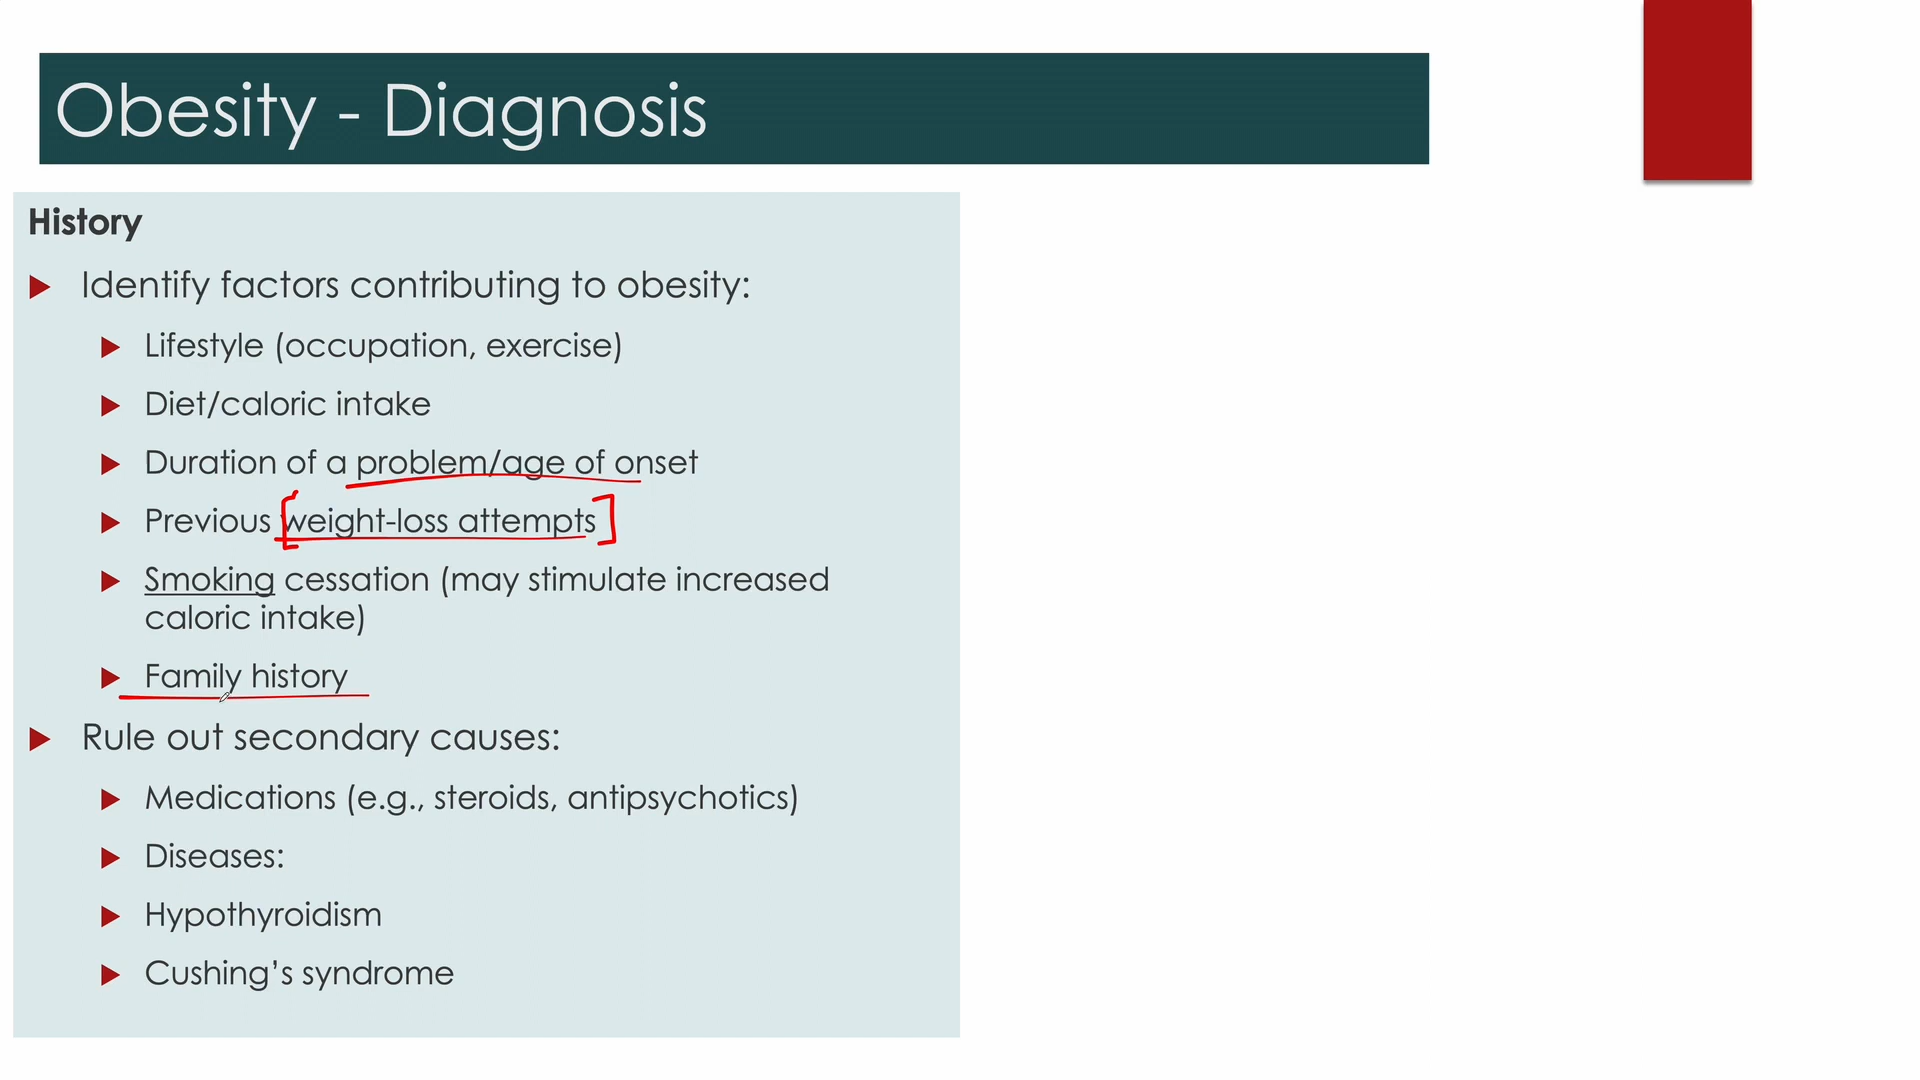 Obesity - Diagnosis
History
Identify factors contributing to obesity:
Lifestyle (occupation, exercise)
Diet/caloric intake
Duration of a problem/age of onset
Previous weight-loss attempts
Smoking cessation (may stimulate increased
caloric intake)
Family history
Rule out secondary causes:
Medications (e.g., steroids, antipsychotics)
Diseases:
Hypothyroidism
Cushing’s syndrome